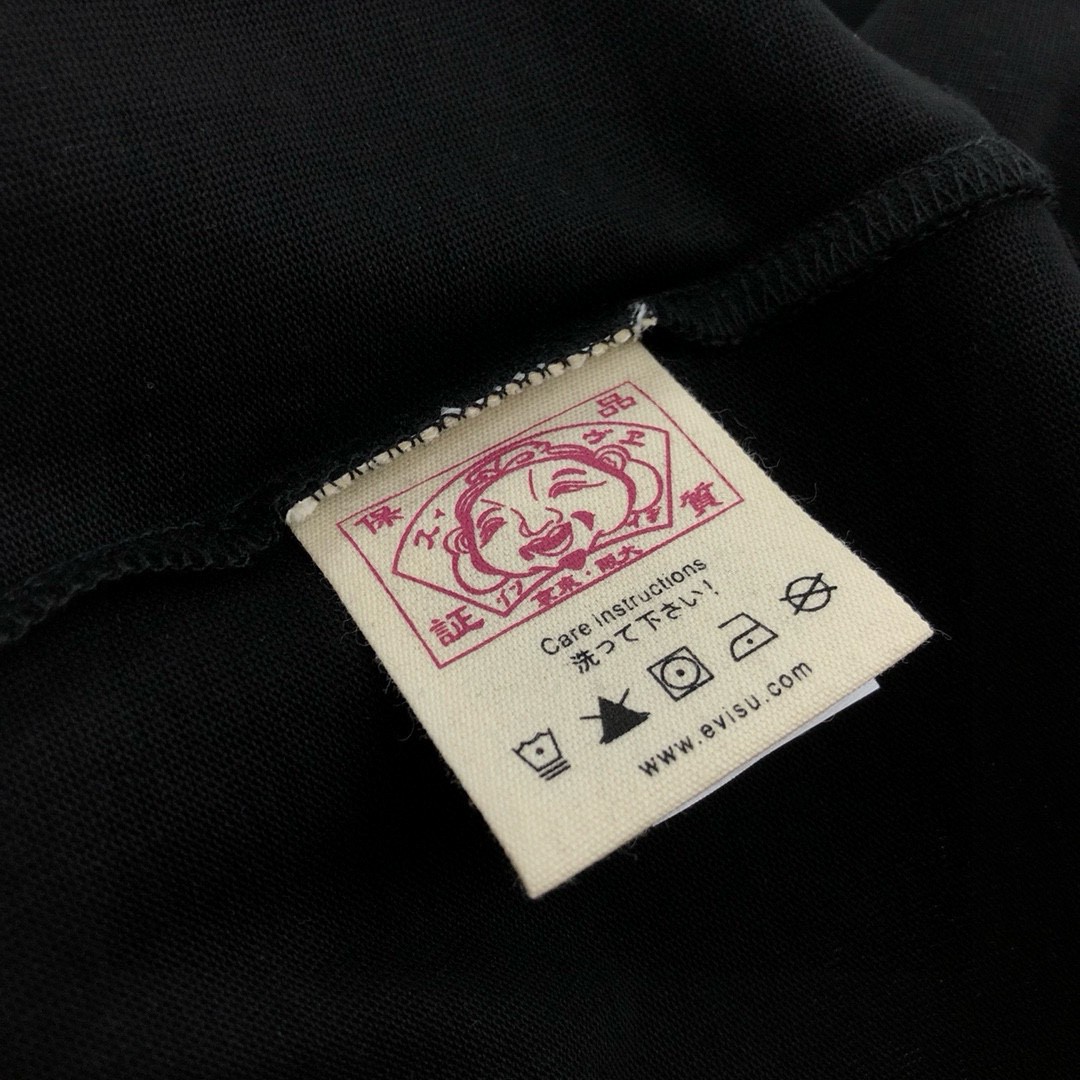 品質
保証
Care instructions
洗って下さい!
www.evisu.com